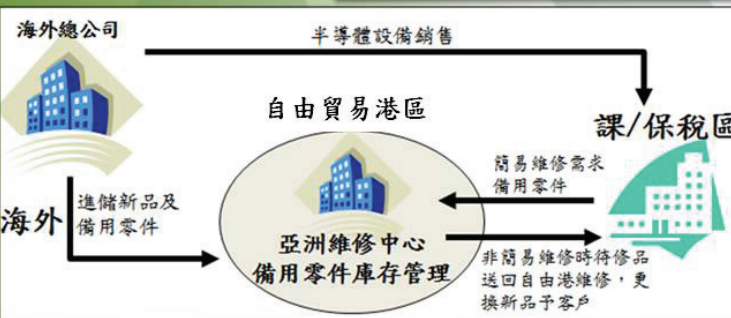 海外總公司
半導體設備銷售
自由貿易港區
課/保稅區
簡易維修需求
備用零件
海外
進儲新品及
備用零件
亞洲維修中心
備用零件庫存管理
非簡易維修時將修品
送回自由港維修，更
換新品予客戶